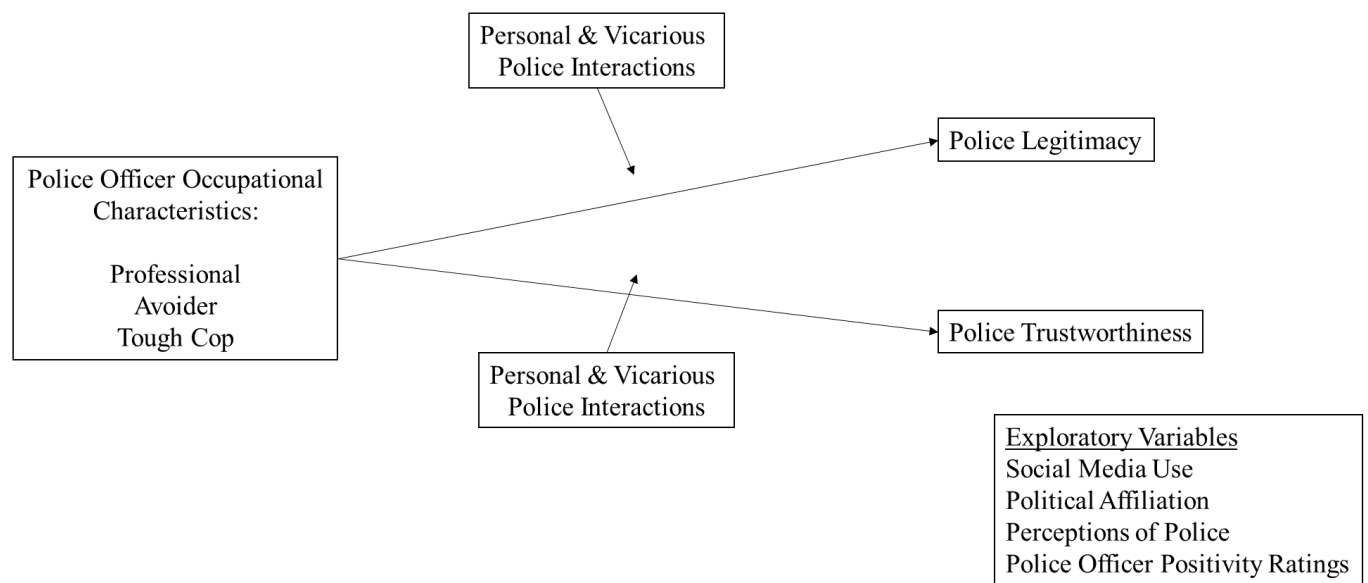 Personal & Vicarious
Police Interactions
Police Legitimacy
Police Officer Occupational
Characteristics:
Professional
Avoider
Tough Cop
Police Trustworthiness
Personal & Vicarious
Police Interactions
Exploratory Variables
Social Media Use
Political Affiliation
Perceptions of Police
Police Officer Positivity Ratings